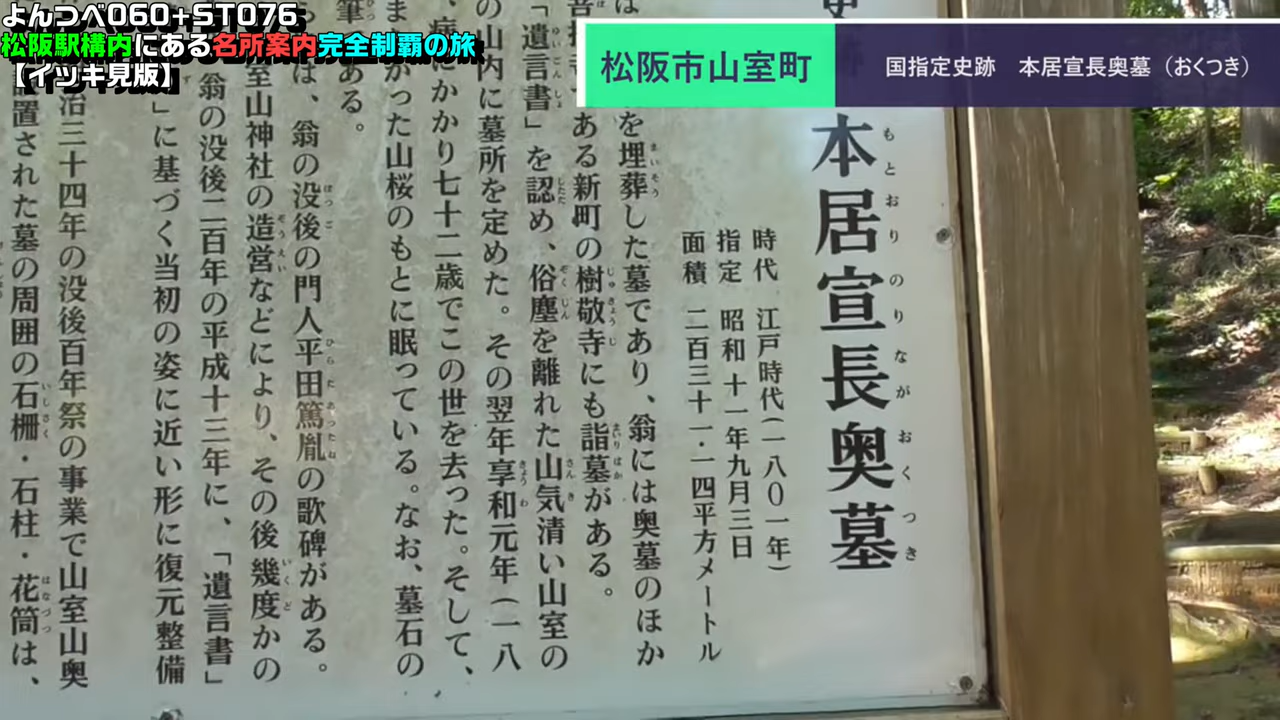 よんつべ060+ST076
松阪駅構内にある名所案内完全制覇の旅
【イツキ見版】
松阪市山室町
国指定史跡 本居宣長奥墓（おくつき）
本居宣長奥墓
もとおり のりなが おくつき
時代 江戸時代（一八〇一年）
指定 昭和十一年九月三日
面積 二百三十一・一四平方メートル
を埋葬した墓であり、翁には奥墓のほか
ある新町の樹敬寺にも詣墓がある。
「遺言書」を認め、俗塵を離れた山気清い山室の
の山内に墓所を定めた。その翌年享和元年（一八
、病にかかり七十二歳でこの世を去った。そして、
かった山桜のもとに眠っている。なお、墓石の
筆 ある。
は、翁の没後の門人平田篤胤の歌碑がある。
室山神社の造営などにより、その後幾度かの
翁の没後二百年の平成十三年に、「遺言書」
」に基づく当初の姿に近い形に復元整備
治三十四年の没後百年祭の事業で山室山奥
置された墓の周囲の石柵・石柱・花筒は、